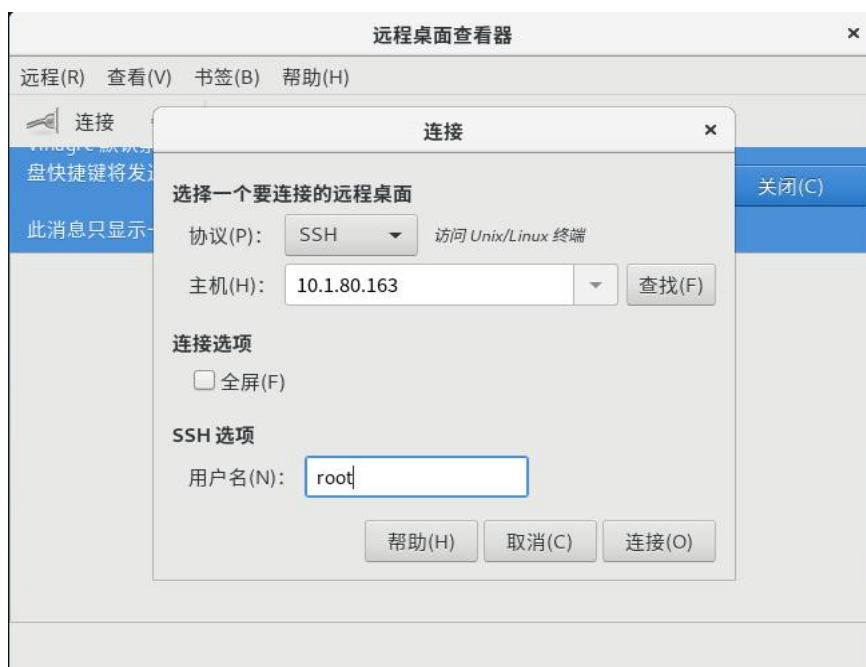 远程桌面查看器
远程(R) 查看(V) 书签(B) 帮助(H)
连接
盘快捷键将发
此消息只显示
关闭(C)
连接
选择一个要连接的远程桌面
协议(P): SSH 访问 Unix/Linux 终端
主机(H): 10.1.80.163 查找(F)
连接选项
全屏(F)
SSH 选项
用户名(N): root
帮助(H) 取消(C) 连接(O)